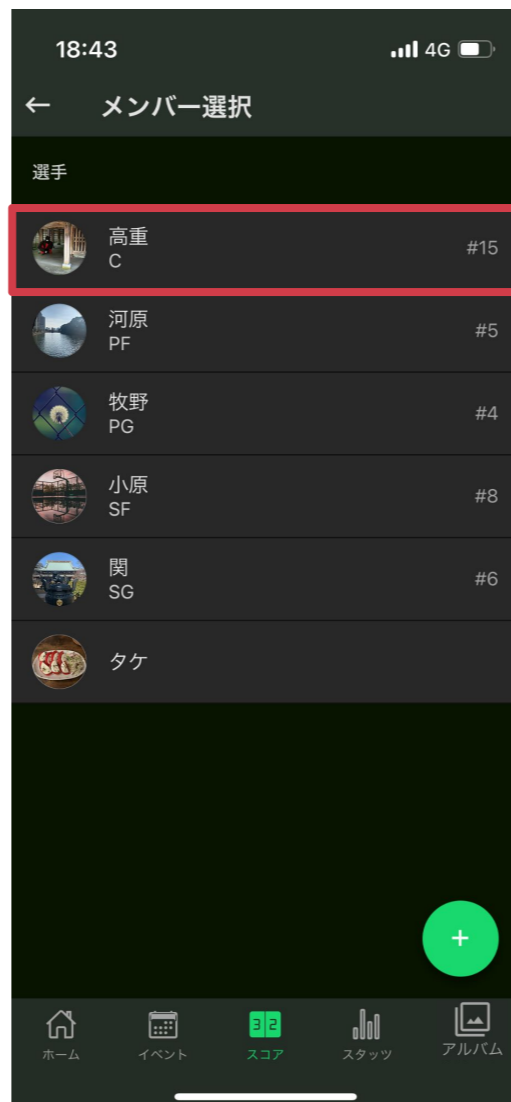 18:43 4G
← メンバー選択
選手
高重 #15
C
河原 #5
PF
牧野 #4
PG
小原 #8
SF
関 #6
SG
タケ
+
32
ホーム イベント スコア スタッツ アルバム